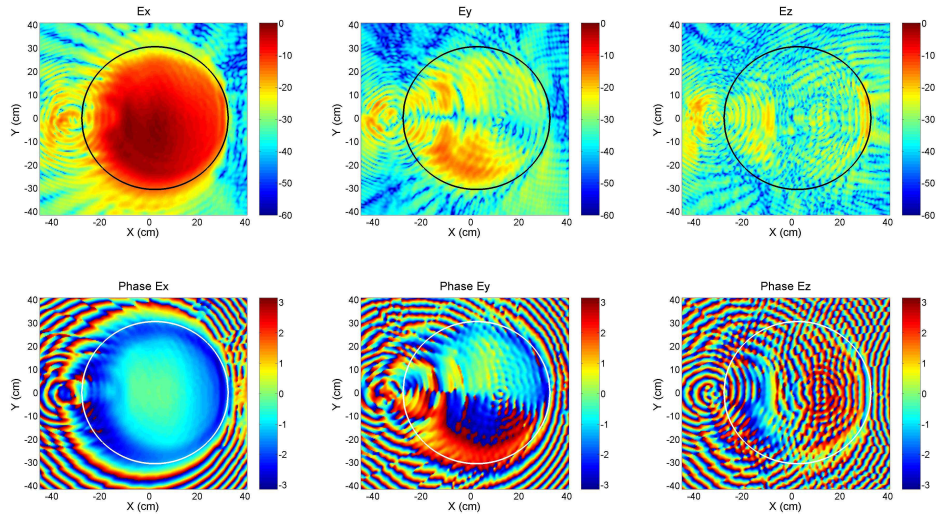 Ex Ey Ez
40 0 40 0 40 0
30 30 30
20 -10 20 -10 20 -10
10 -20 10 -20 10 -20
Y (cm) 0 -30 Y (cm) 0 -30 Y (cm) 0 -30
-10 -10 -10
-20 -40 -20 -40 -20 -40
-30 -50 -30 -50 -30 -50
-40 -60 -40 -60 -40 -60
-40 -20 0 20 40 -40 -20 0 20 40 -40 -20 0 20 40
X (cm) X (cm) X (cm)
Phase Ex Phase Ey Phase Ez
40 3 40 3 40 3
30 30 30
20 2 20 2 20 2
10 1 10 1 10 1
Y (cm) 0 0 Y (cm) 0 0 Y (cm) 0 0
-10 -1 -10 -1 -10 -1
-20 -2 -20 -2 -20 -2
-30 -30 -30
-40 -3 -40 -3 -40 -3
-40 -20 0 20 40 -40 -20 0 20 40 -40 -20 0 20 40
X (cm) X (cm) X (cm)